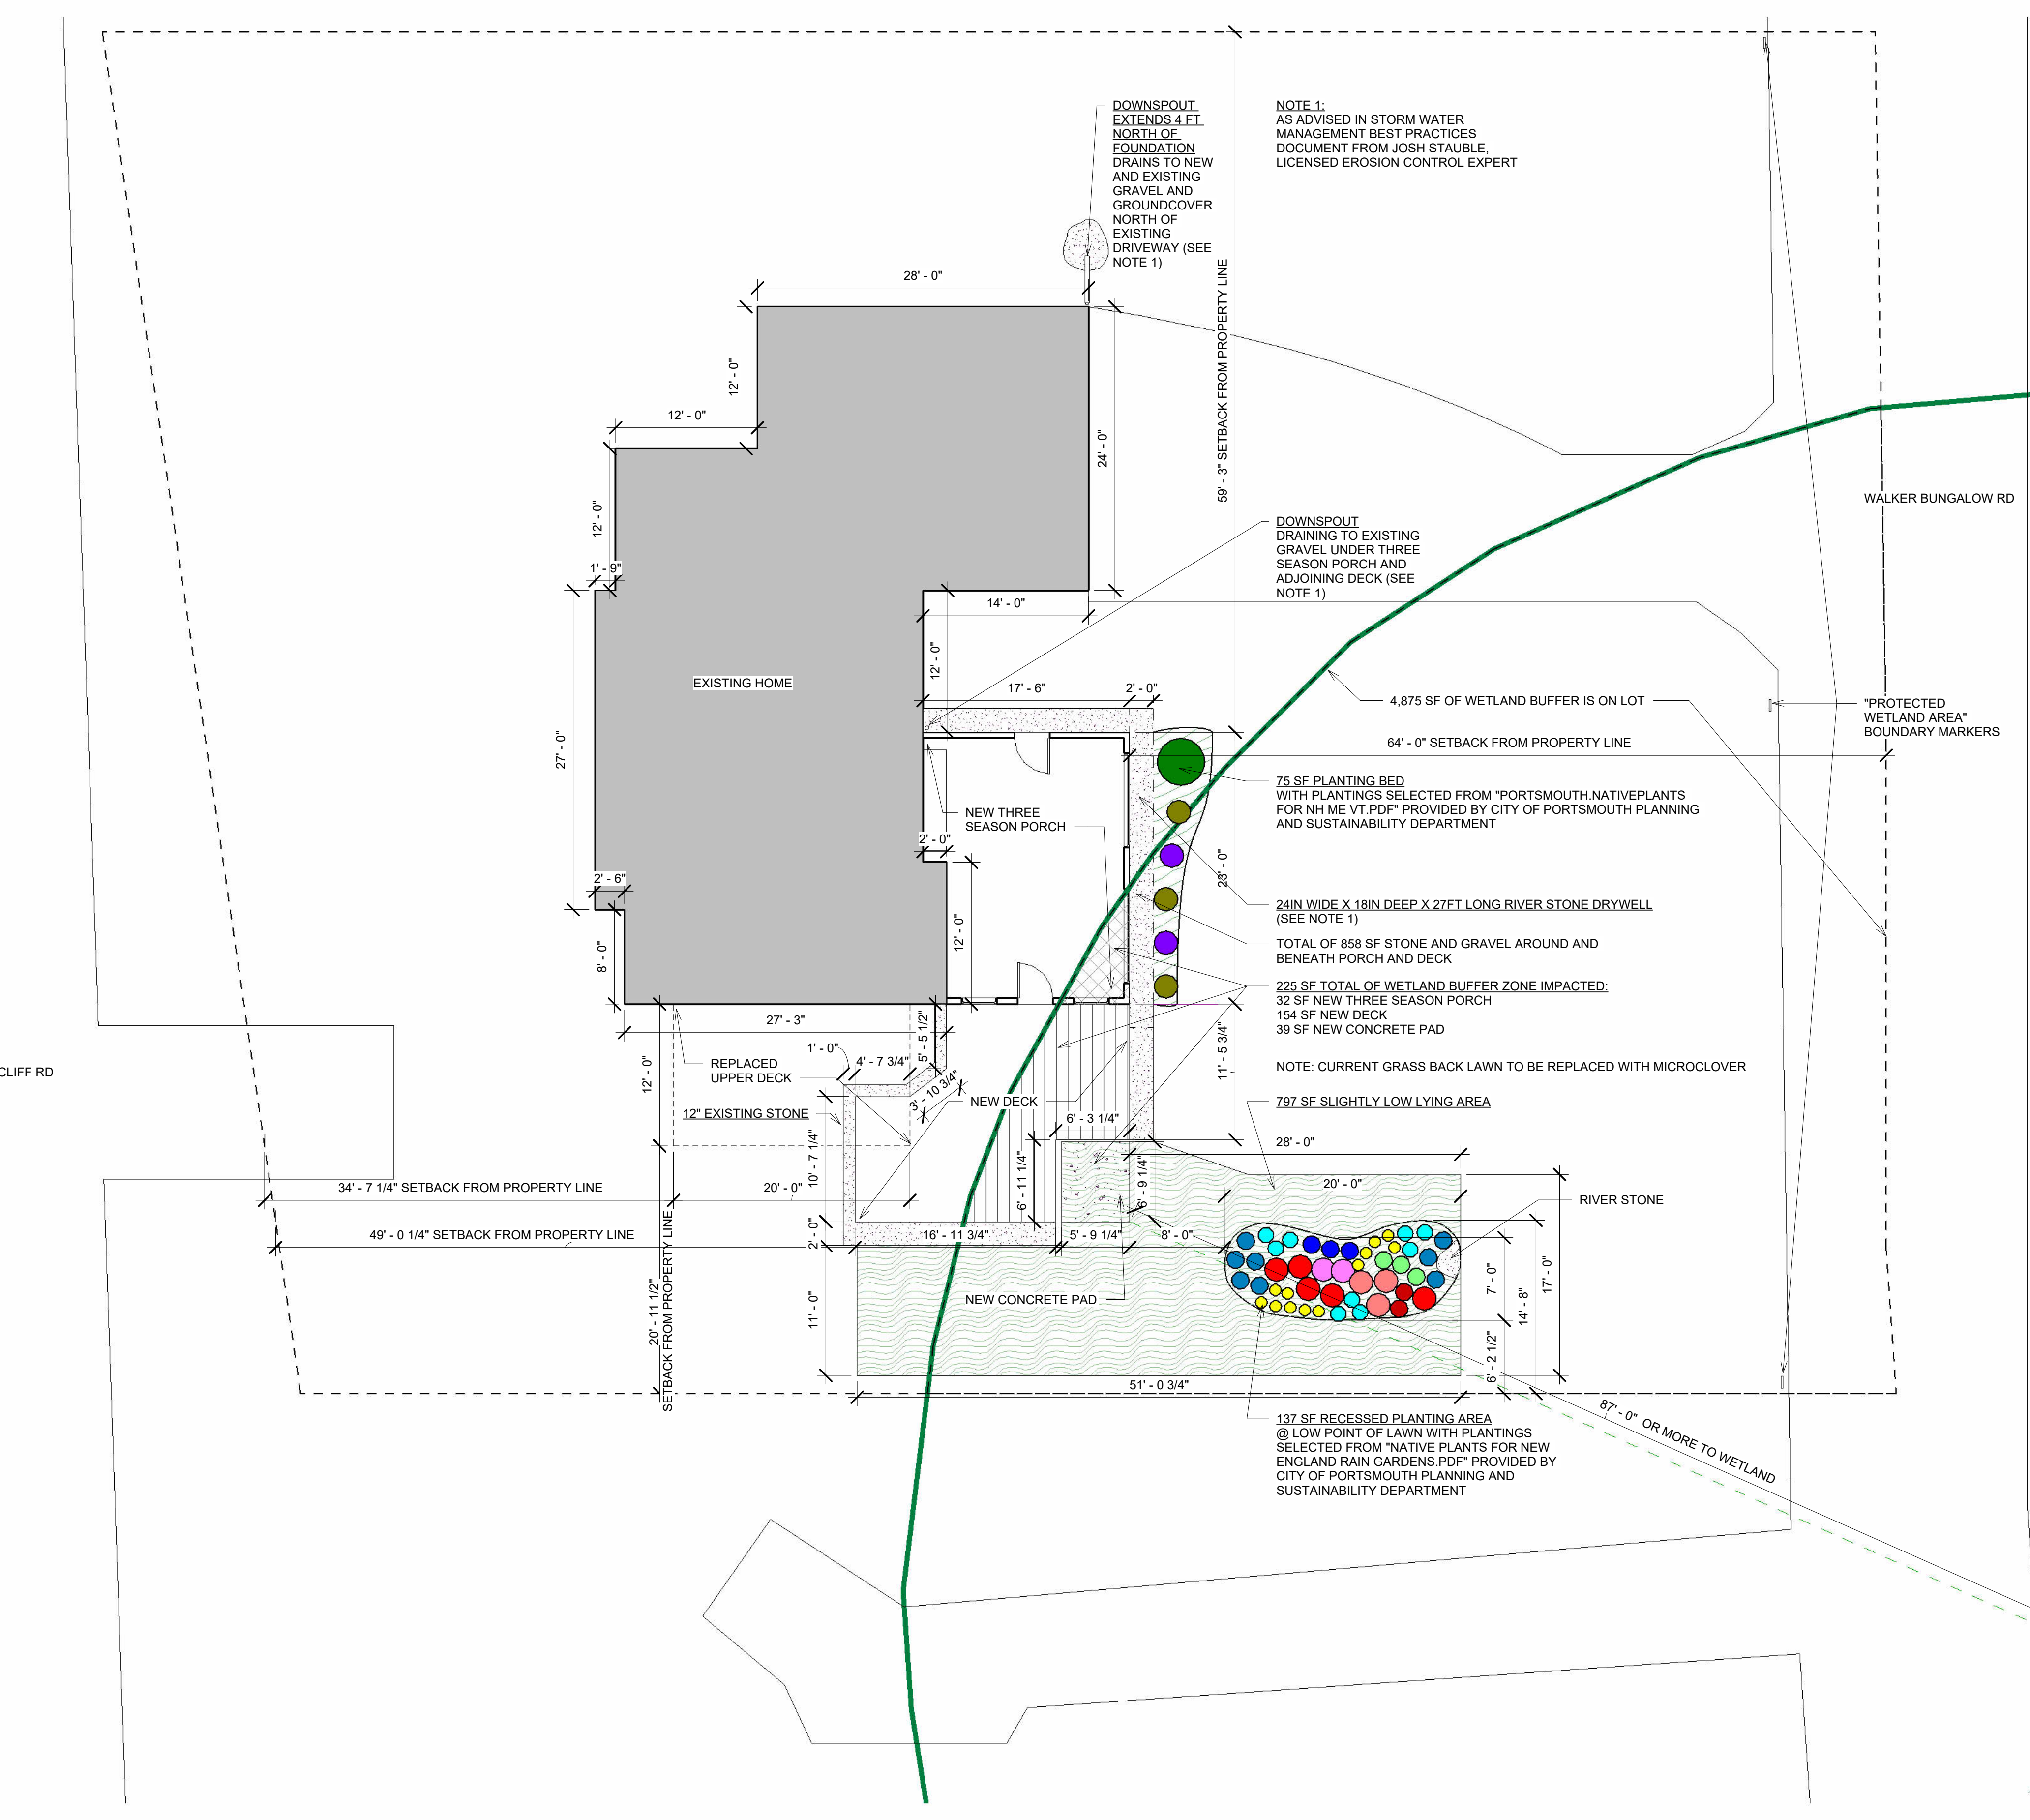 DOWNSPOUT
EXTENDS 4 FT
NORTH OF
FOUNDATION
DRAINS TO NEW
AND EXISTING
GRAVEL AND
GROUNDCOVER
NORTH OF
EXISTING
DRIVEWAY (SEE
NOTE 1)
NOTE 1:
AS ADVISED IN STORM WATER
MANAGEMENT BEST PRACTICES
DOCUMENT FROM JOSH STAUBLE,
LICENSED EROSION CONTROL EXPERT
28' - 0"
12' - 0"
12' - 0"
24' - 0"
59' - 3" SETBACK FROM PROPERTY LINE
12' - 0"
1' - 9"
WALKER BUNGALOW RD
DOWNSPOUT
DRAINING TO EXISTING
GRAVEL UNDER THREE
SEASON PORCH AND
ADJOINING DECK (SEE
NOTE 1)
14' - 0"
12' - 0"
EXISTING HOME
17' - 6"
2' - 0"
4,875 SF OF WETLAND BUFFER IS ON LOT
"PROTECTED
WETLAND AREA"
BOUNDARY MARKERS
64' - 0" SETBACK FROM PROPERTY LINE
27' - 0"
75 SF PLANTING BED
WITH PLANTINGS SELECTED FROM "PORTSMOUTH.NATIVEPLANTS
FOR NH ME VT.PDF" PROVIDED BY CITY OF PORTSMOUTH PLANNING
AND SUSTAINABILITY DEPARTMENT
NEW THREE
SEASON PORCH
2' - 0"
23' - 0"
2' - 6"
24IN WIDE X 18IN DEEP X 27FT LONG RIVER STONE DRYWELL
(SEE NOTE 1)
12' - 0"
8' - 0"
TOTAL OF 858 SF STONE AND GRAVEL AROUND AND
BENEATH PORCH AND DECK
225 SF TOTAL OF WETLAND BUFFER ZONE IMPACTED:
32 SF NEW THREE SEASON PORCH
154 SF NEW DECK
39 SF NEW CONCRETE PAD
27' - 3"
5' - 5 1/2"
1' - 0"
4' - 7 3/4"
11' - 5 3/4"
REPLACED
UPPER DECK
12' - 0"
NOTE: CURRENT GRASS BACK LAWN TO BE REPLACED WITH MICROCLOVER
CLIFF RD
3' - 10 3/4"
NEW DECK
12" EXISTING STONE
797 SF SLIGHTLY LOW LYING AREA
6' - 3 1/4"
28' - 0"
10' - 7 1/4"
6' - 11 1/4"
6' - 9 1/4"
34' - 7 1/4" SETBACK FROM PROPERTY LINE
20' - 0"
20' - 0"
RIVER STONE
49' - 0 1/4" SETBACK FROM PROPERTY LINE
2' - 0"
16' - 11 3/4"
5' - 9 1/4"
8' - 0"
7' - 0"
14' - 8"
17' - 0"
20' - 11 1/2"
SETBACK FROM PROPERTY LINE
11' - 0"
NEW CONCRETE PAD
6' - 2 1/2"
51' - 0 3/4"
137 SF RECESSED PLANTING AREA
@ LOW POINT OF LAWN WITH PLANTINGS
SELECTED FROM "NATIVE PLANTS FOR NEW
ENGLAND RAIN GARDENS.PDF" PROVIDED BY
CITY OF PORTSMOUTH PLANNING AND
SUSTAINABILITY DEPARTMENT
87' - 0" OR MORE TO WETLAND